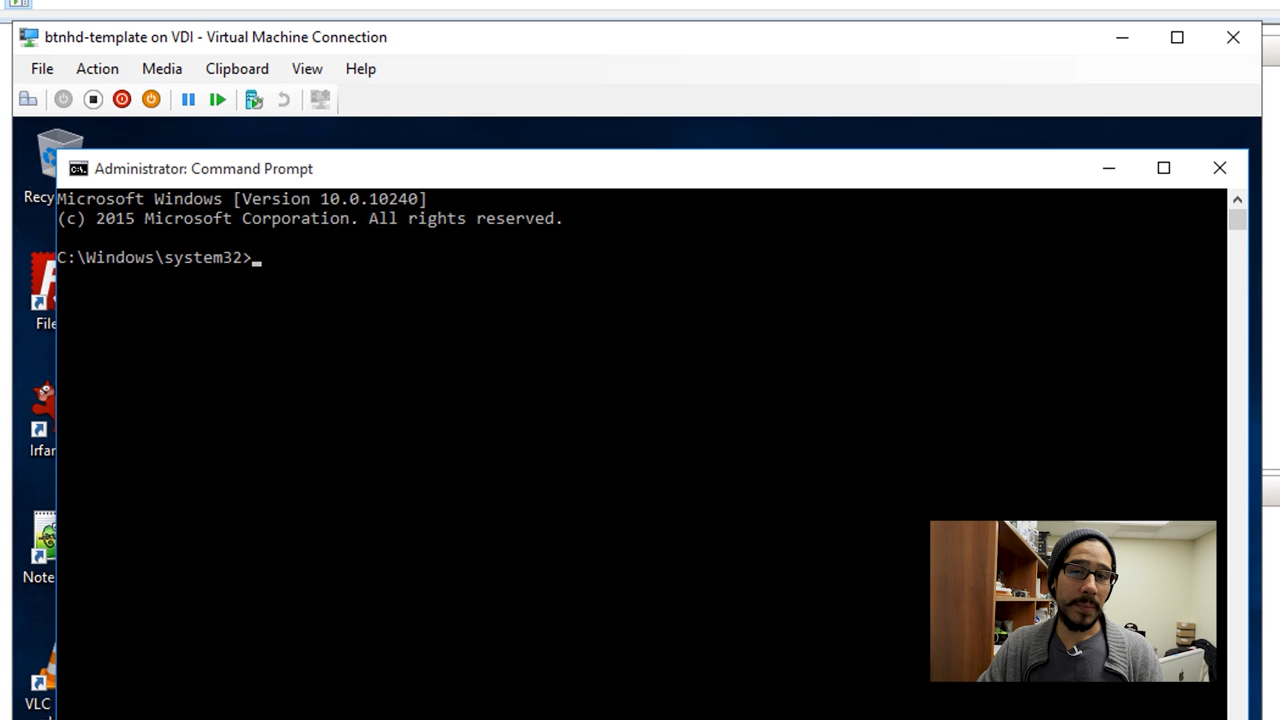 btnhd-template on VDI - Virtual Machine Connection
File Action Media Clipboard View Help
Recy
Administrator: Command Prompt
Microsoft Windows [Version 10.0.10240]
(c) 2015 Microsoft Corporation. All rights reserved.
C:\Windows\system32>_
File
Irfan
Note
VLC